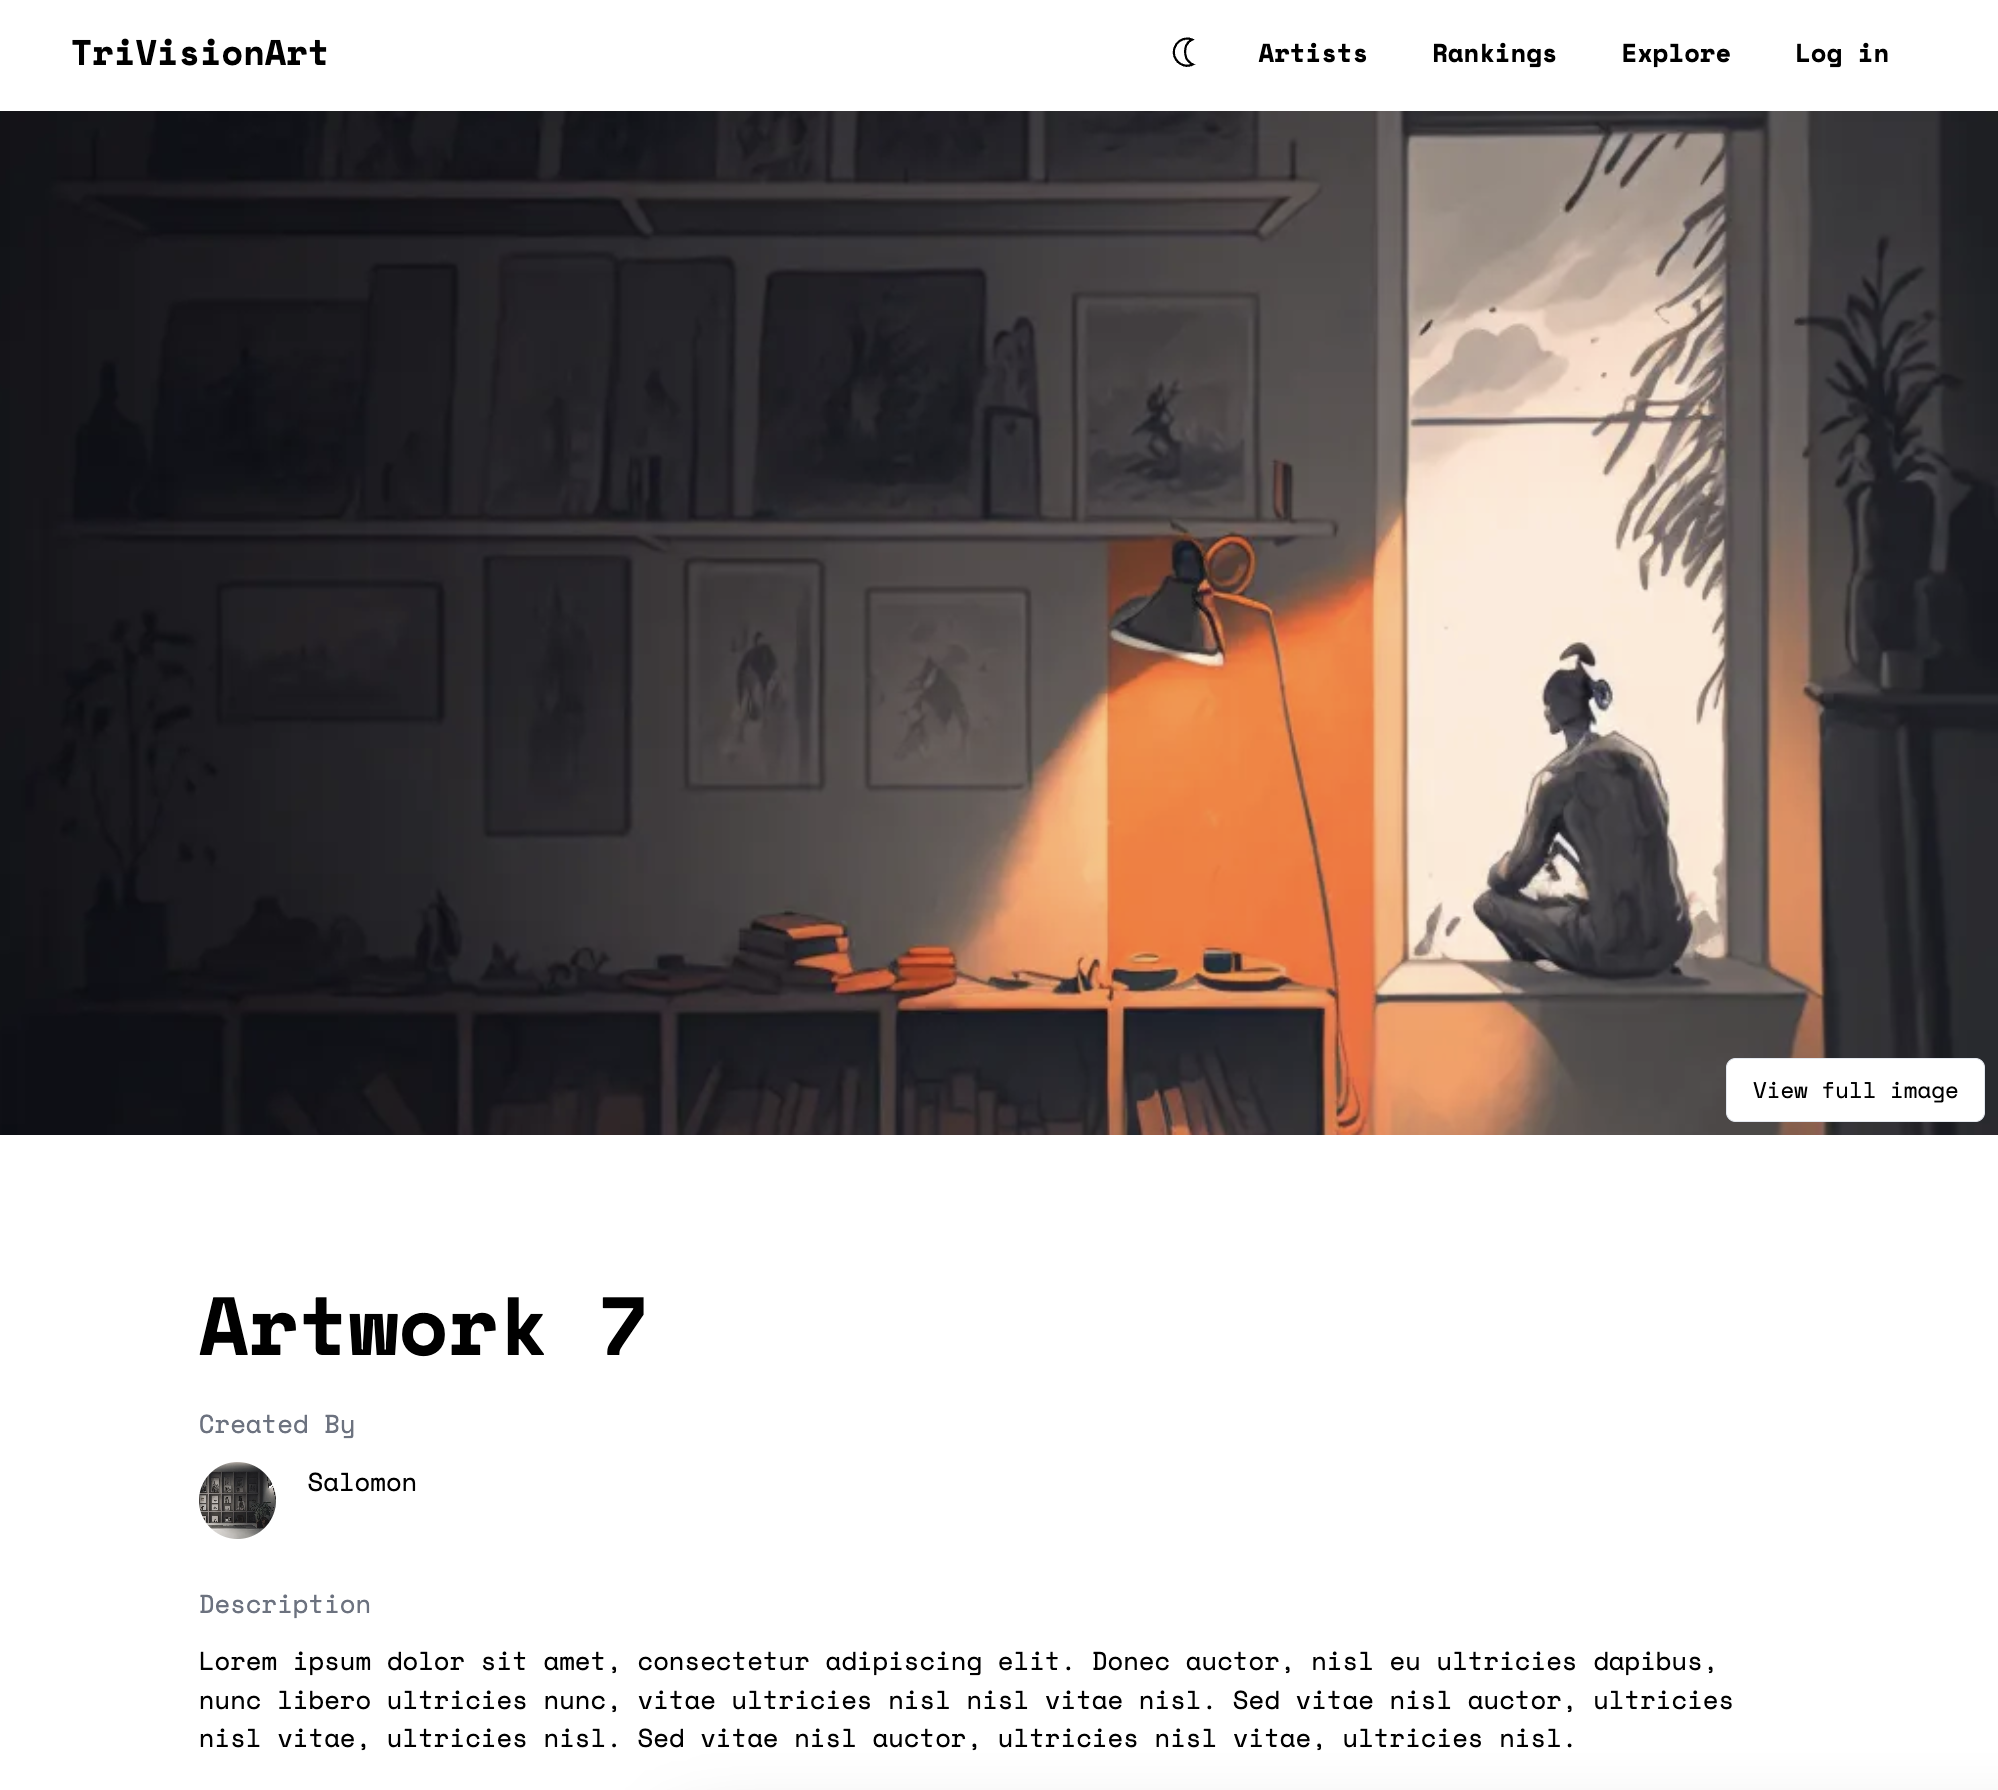 TriVisionArt
Artists Rankings Explore Log in
View full image
Artwork 7
Created By
Salomon
Description
Lorem ipsum dolor sit amet, consectetur adipiscing elit. Donec auctor, nisl eu ultricies dapibus,
nunc libero ultricies nunc, vitae ultricies nisl nisl vitae nisl. Sed vitae nisl auctor, ultricies
nisl vitae, ultricies nisl. Sed vitae nisl auctor, ultricies nisl vitae, ultricies nisl.